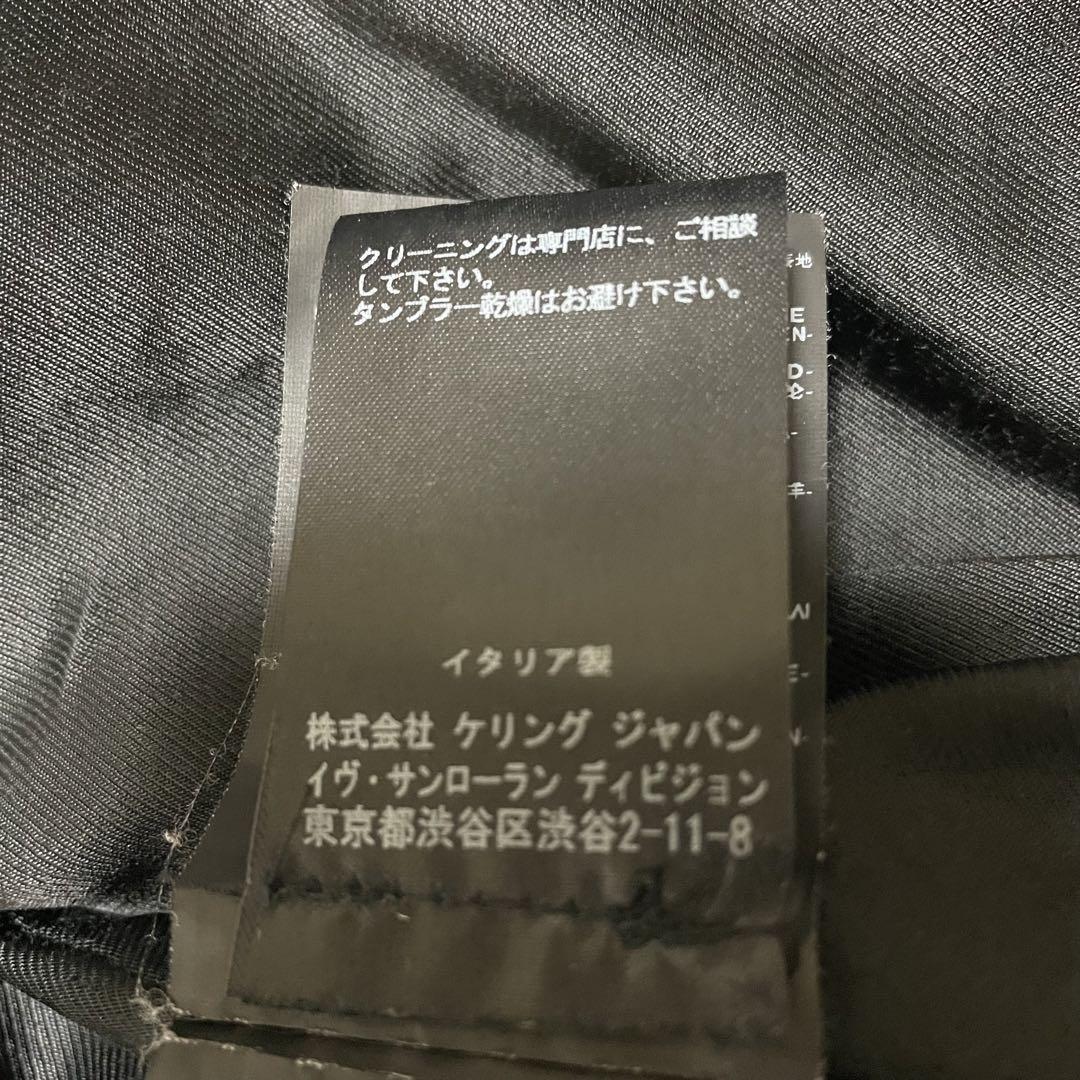 クリーニングは専門店に、ご相談
して下さい。
タンブラー乾燥はお避け下さい。
イタリア製
株式会社 ケリング ジャパン
イヴ・サンローラン ディビジョン
東京都渋谷区渋谷2-11-8
地
E
N-
D-
羊-
E-
N-